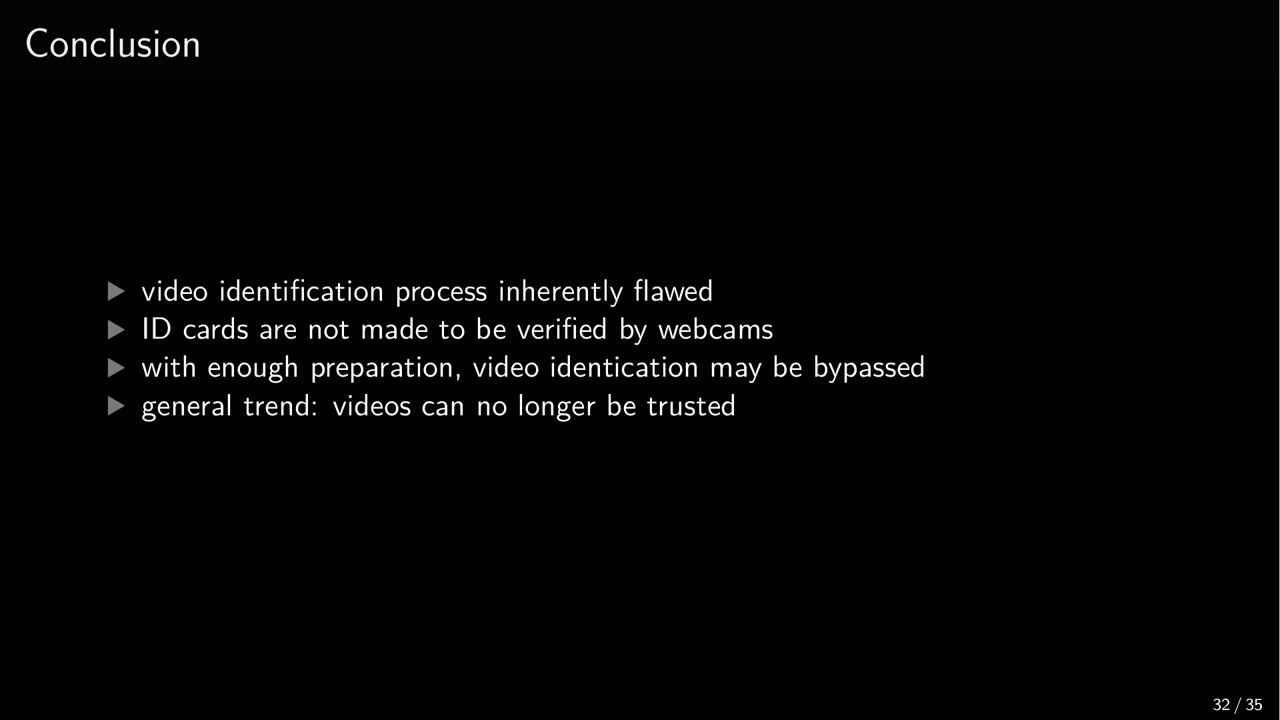 Conclusion
video identification process inherently flawed
ID cards are not made to be verified by webcams
with enough preparation, video identication may be bypassed
general trend: videos can no longer be trusted
32 / 35